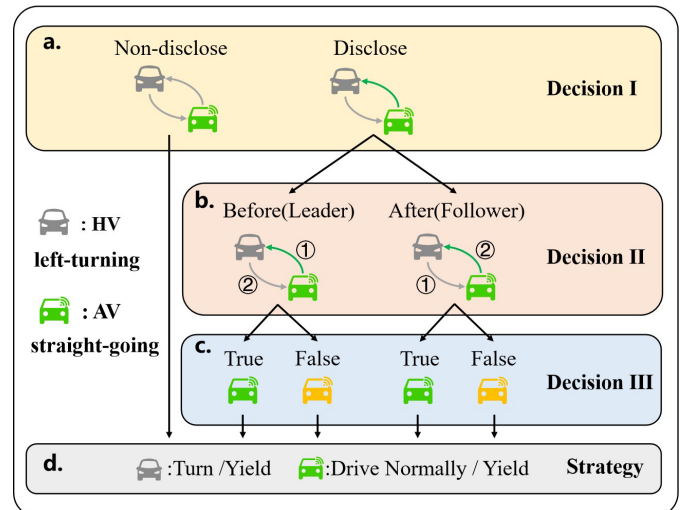 a.
Non-disclose Disclose
Decision I
b.
Before(Leader) After(Follower)
① ②
② ①
Decision II
: HV
left-turning
: AV
straight-going
c.
True False True False
Decision III
d.
:Turn /Yield :Drive Normally / Yield Strategy